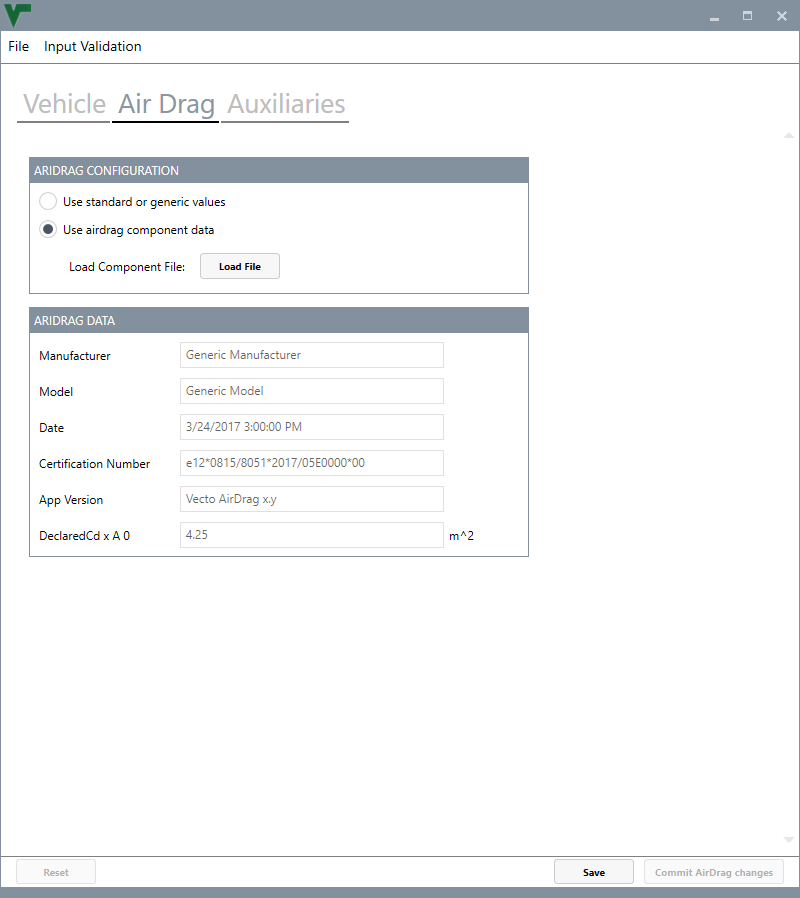 File Input Validation
Vehicle Air Drag Auxiliaries
ARIDRAG CONFIGURATION
Use standard or generic values
Use airdrag component data
Load Component File: Load File
ARIDRAG DATA
Manufacturer Generic Manufacturer
Model Generic Model
Date 3/24/2017 3:00:00 PM
Certification Number e12*0815/8051*2017/05E0000*00
App Version Vecto AirDrag x.y
DeclaredCd x A 0 4.25 m^2
Reset Save Commit AirDrag changes